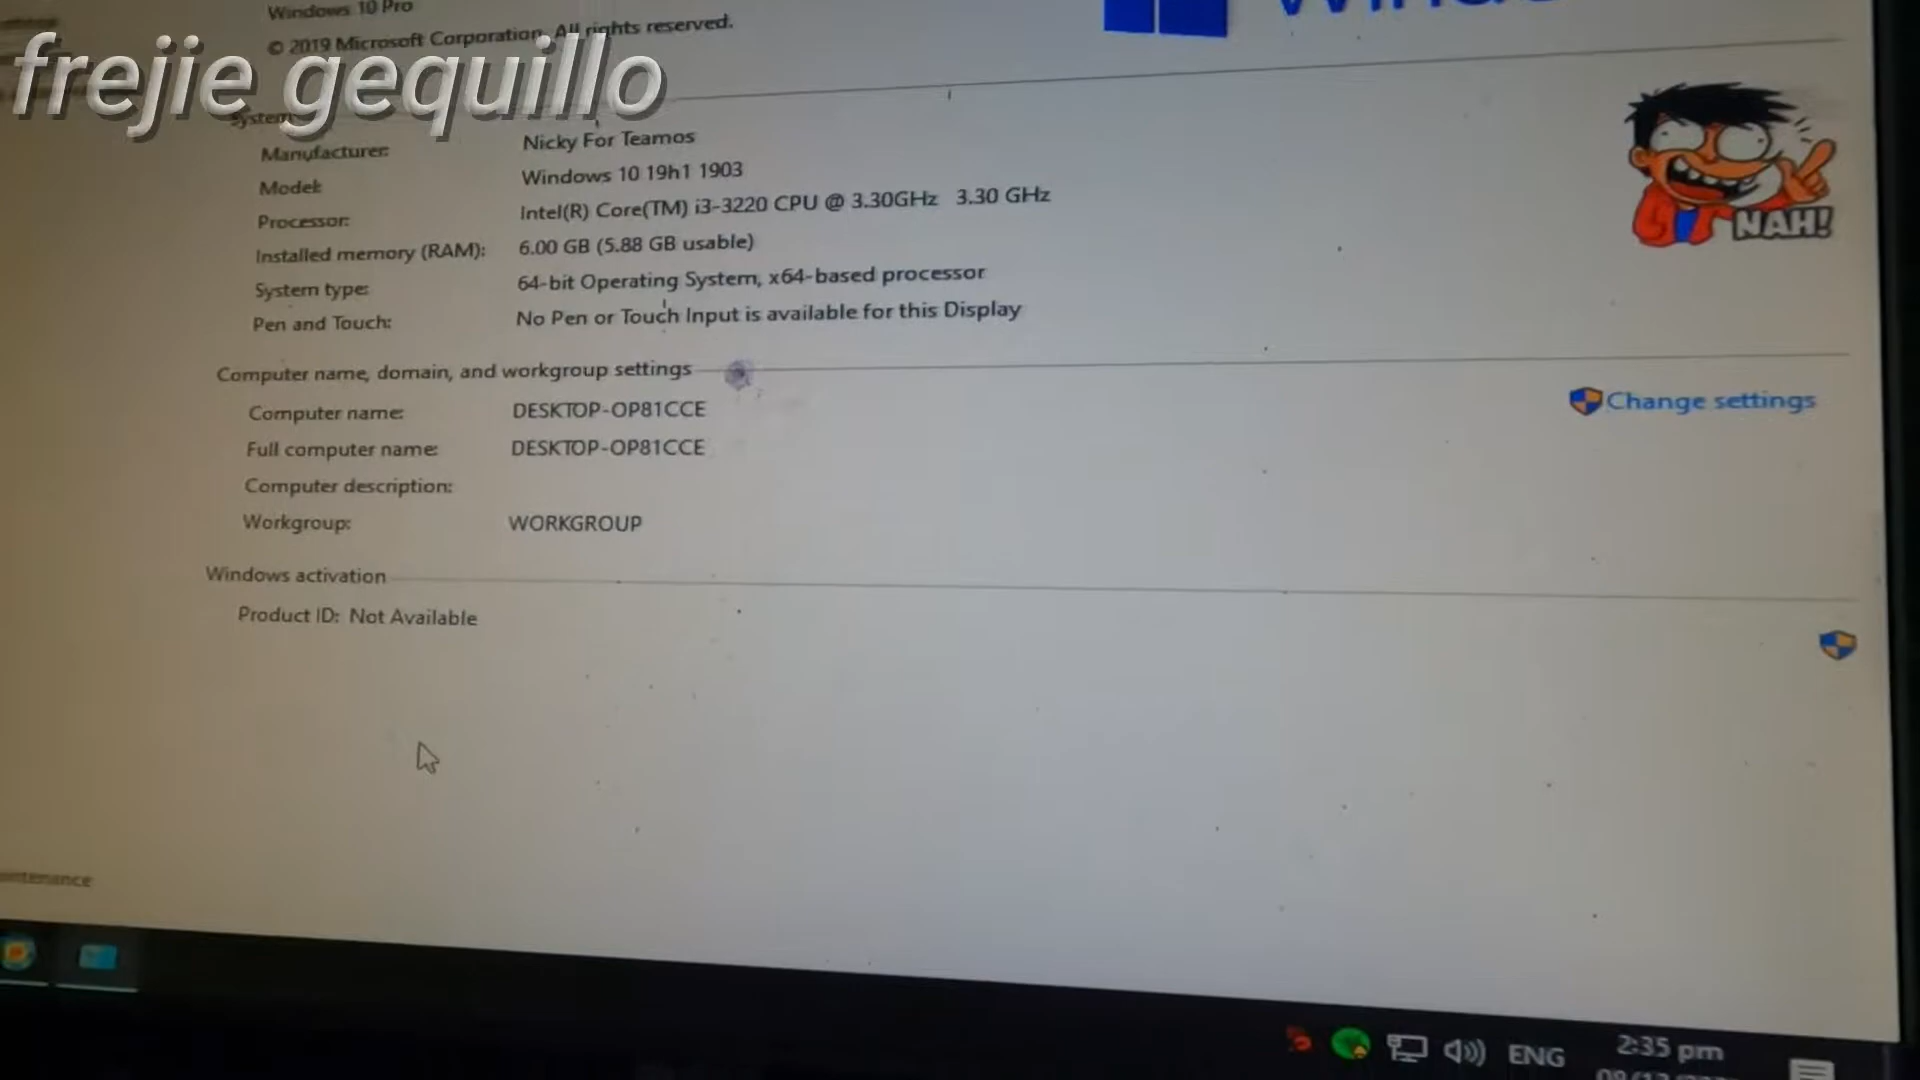 Windows 10 Pro
© 2019 Microsoft Corporation. All rights reserved.
frejie gequillo
System
Manufacturer: Nicky For Teamos
Model: Windows 10 19h1 1903
Processor: Intel(R) Core(TM) i3-3220 CPU @ 3.30GHz 3.30 GHz
Installed memory (RAM): 6.00 GB (5.88 GB usable)
System type: 64-bit Operating System, x64-based processor
Pen and Touch: No Pen or Touch Input is available for this Display
NAH!
Computer name, domain, and workgroup settings
Computer name: DESKTOP-OP81CCE
Change settings
Full computer name: DESKTOP-OP81CCE
Computer description:
Workgroup: WORKGROUP
Windows activation
Product ID: Not Available
ENG
2:35 pm